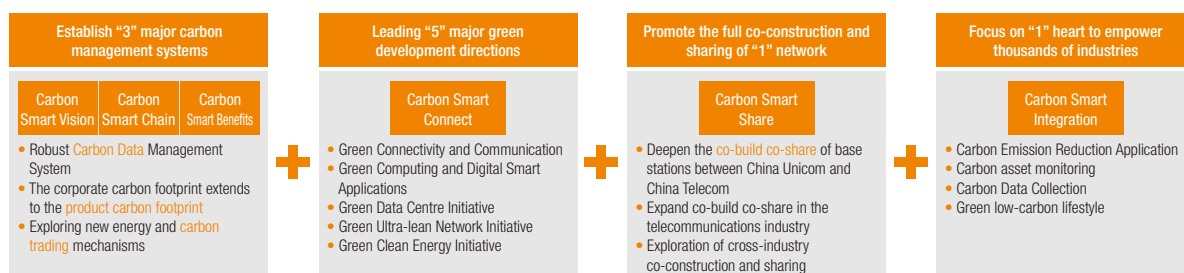 Establish “3” major carbon
management systems
Carbon
Smart Vision
Carbon
Smart Chain
Carbon
Smart Benefits
• Robust Carbon Data Management
System
• The corporate carbon footprint extends
to the product carbon footprint
• Exploring new energy and carbon
trading mechanisms
Leading “5” major green
development directions
Carbon Smart
Connect
• Green Connectivity and Communication
• Green Computing and Digital Smart
Applications
• Green Data Centre Initiative
• Green Ultra-lean Network Initiative
• Green Clean Energy Initiative
Promote the full co-construction and
sharing of “1” network
Carbon Smart
Share
• Deepen the co-build co-share of base
stations between China Unicom and
China Telecom
• Expand co-build co-share in the
telecommunications industry
• Exploration of cross-industry
co-construction and sharing
Focus on “1” heart to empower
thousands of industries
Carbon Smart
Integration
• Carbon Emission Reduction Application
• Carbon asset monitoring
• Carbon Data Collection
• Green low-carbon lifestyle